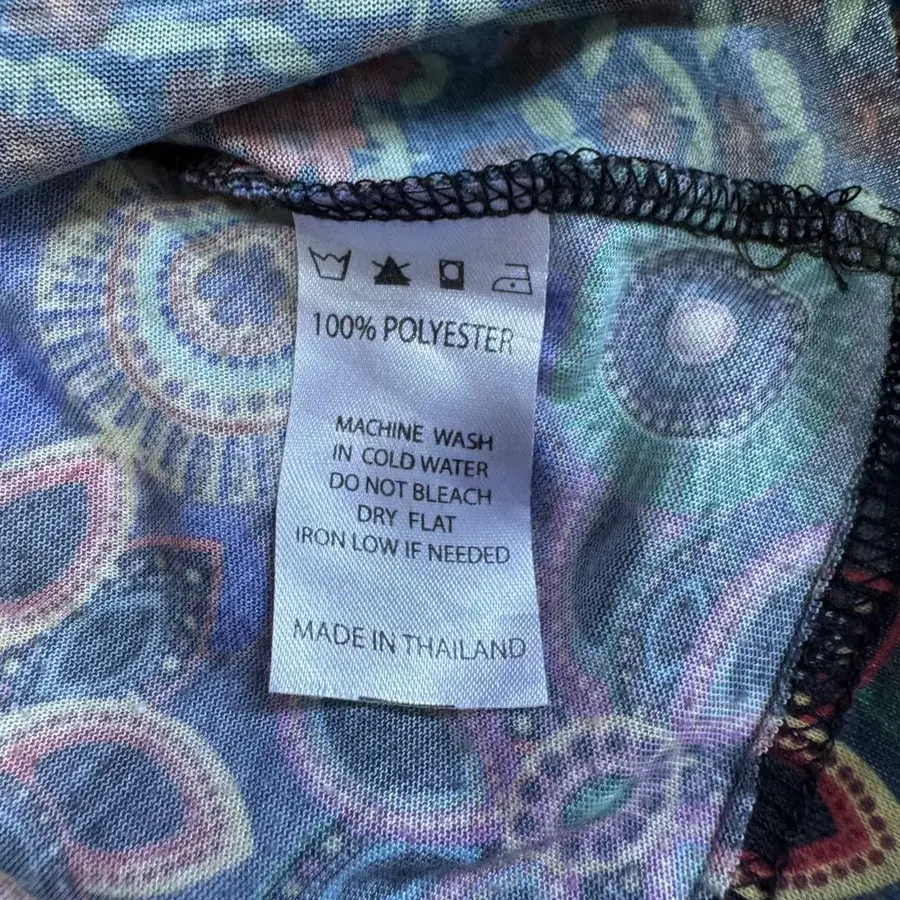 100% POLYESTER
MACHINE WASH
IN COLD WATER
DO NOT BLEACH
DRY FLAT
IRON LOW IF NEEDED
MADE IN THAILAND